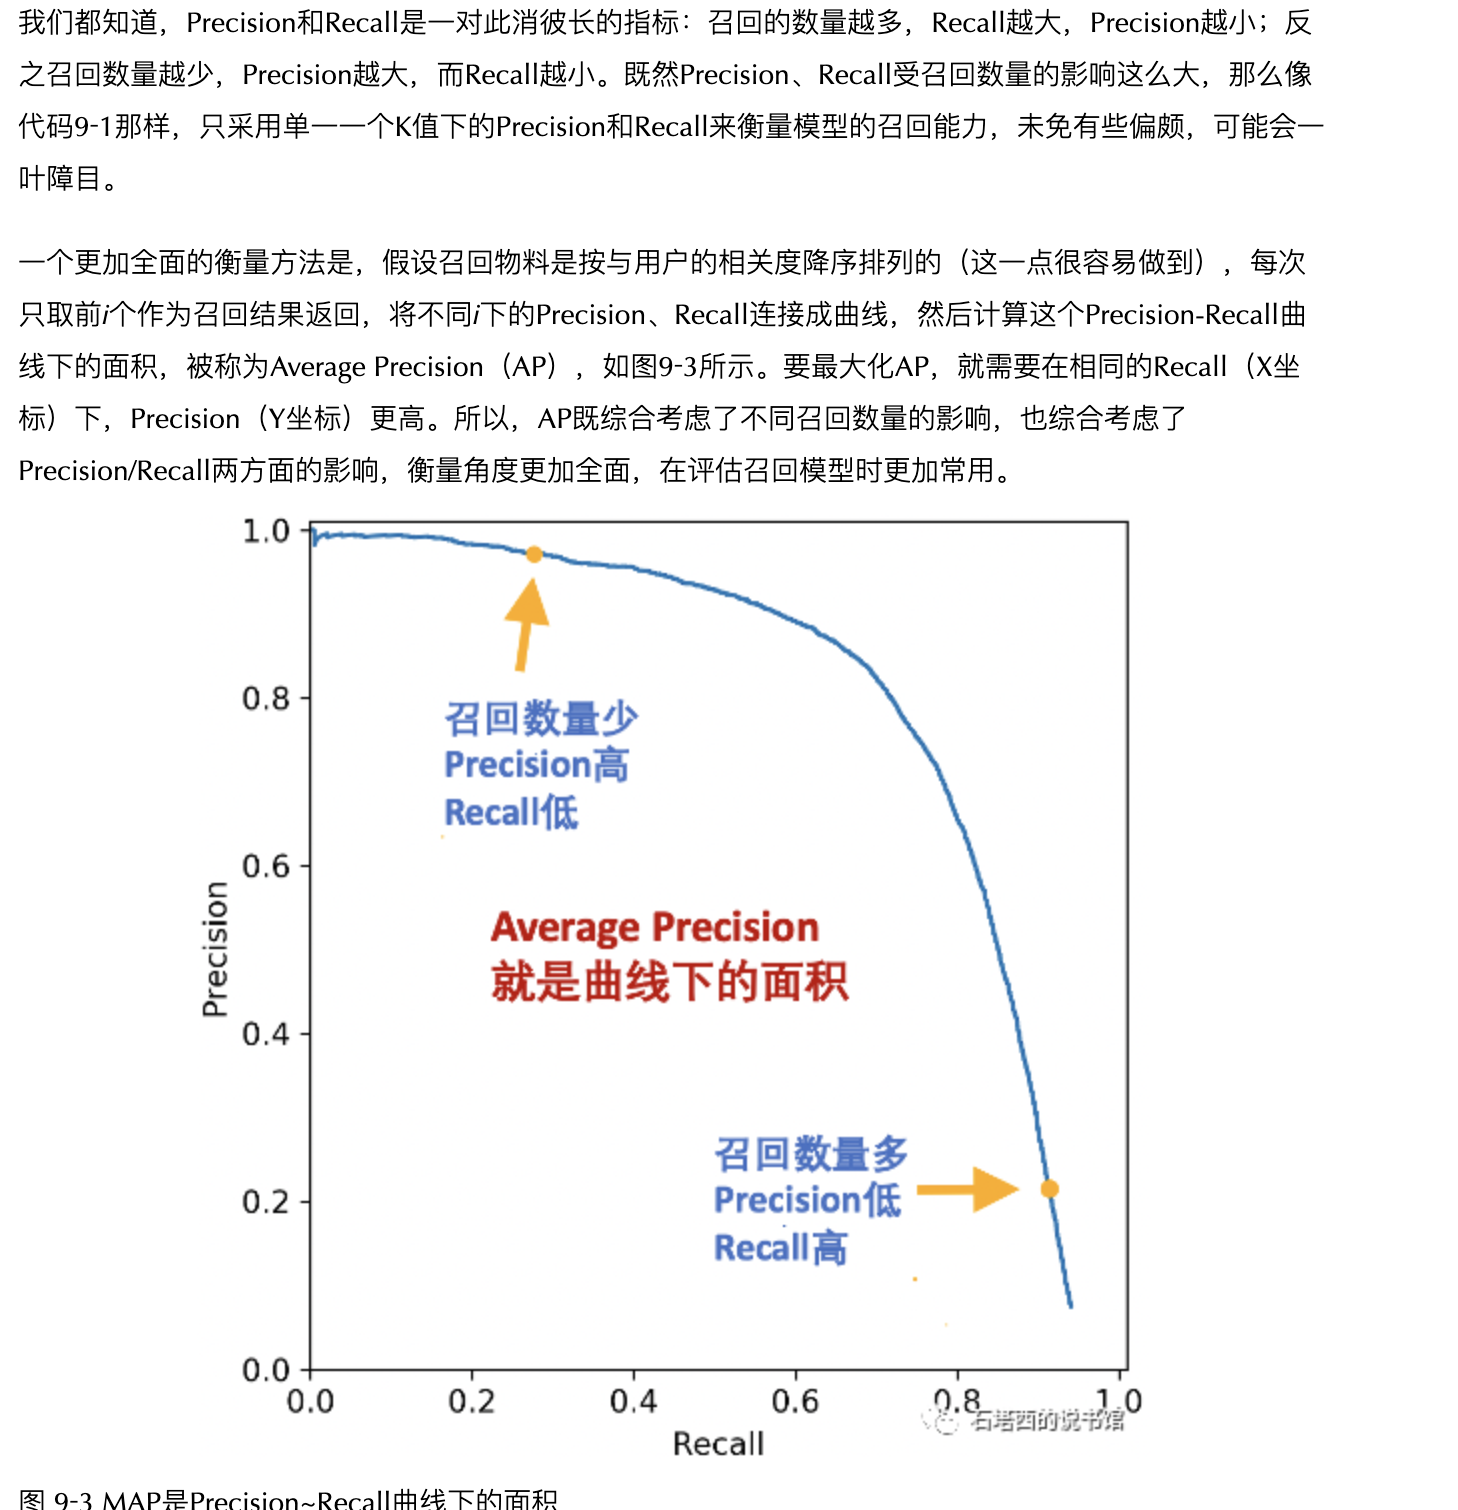 我们都知道，Precision和Recall是一对此消彼长的指标：召回的数量越多，Recall越大，Precision越小；反
之召回数量越少，Precision越大，而Recall越小。既然Precision、Recall受召回数量的影响这么大，那么像
代码9-1那样，只采用单一一个K值下的Precision和Recall来衡量模型的召回能力，未免有些偏颇，可能会一
叶障目。
一个更加全面的衡量方法是，假设召回物料是按与用户的相关度降序排列的（这一点很容易做到），每次
只取前i个作为召回结果返回，将不同i下的Precision、Recall连接成曲线，然后计算这个Precision-Recall曲
线下的面积，被称为Average Precision（AP），如图9-3所示。要最大化AP，就需要在相同的Recall（X坐
标）下，Precision（Y坐标）更高。所以，AP既综合考虑了不同召回数量的影响，也综合考虑了
Precision/Recall两方面的影响，衡量角度更加全面，在评估召回模型时更加常用。
1.0
0.8
0.6
0.4
0.2
0.0
Precision
召回数量少
Precision高
Recall低
Average Precision
就是曲线下的面积
召回数量多
Precision低
Recall高
0.0 0.2 0.4 0.6 0.8 1.0
石塔西的说书馆
Recall
图 9-3 MAP是Precision~Recall曲线下的面积